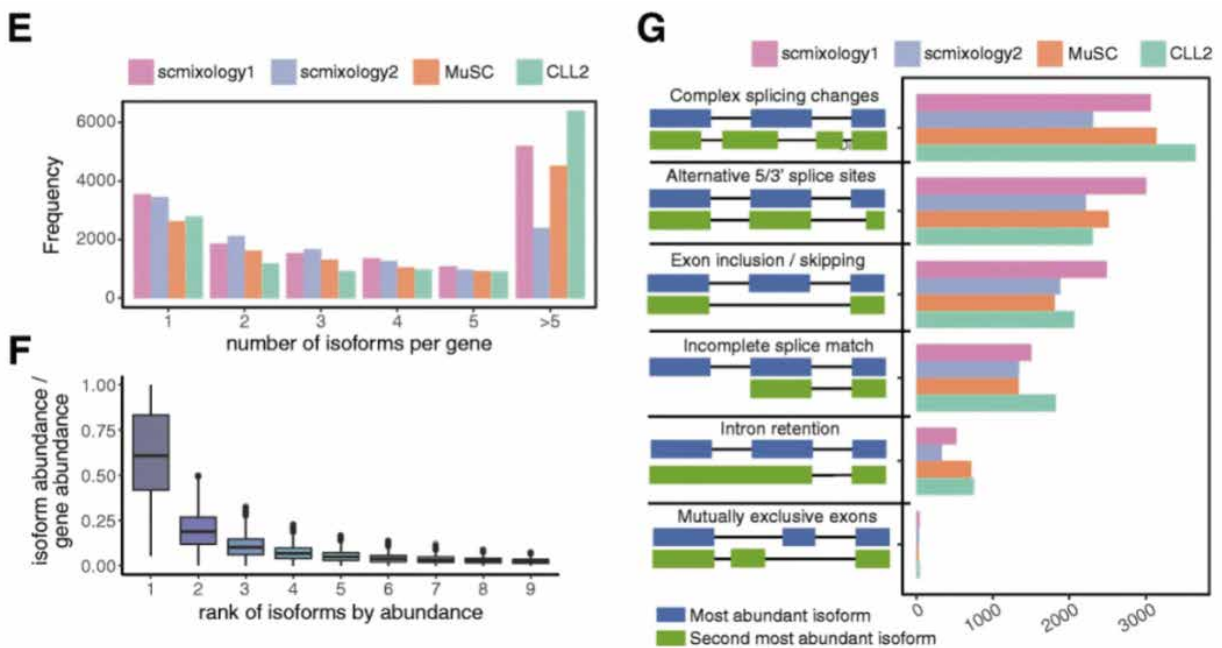 E
scmixology1 scmixology2 MuSC CLL2
6000
4000
2000
0
Frequency
1 2 3 4 5 >5
number of isoforms per gene
F
isoform abundance /
gene abundance
1.00
0.75
0.50
0.25
0.00
1 2 3 4 5 6 7 8 9
rank of isoforms by abundance
G
scmixology1 scmixology2 MuSC CLL2
Complex splicing changes
Alternative 5/3' splice sites
Exon inclusion / skipping
Incomplete splice match
Intron retention
Mutually exclusive exons
0 1000 2000 3000
Most abundant isoform
Second most abundant isoform